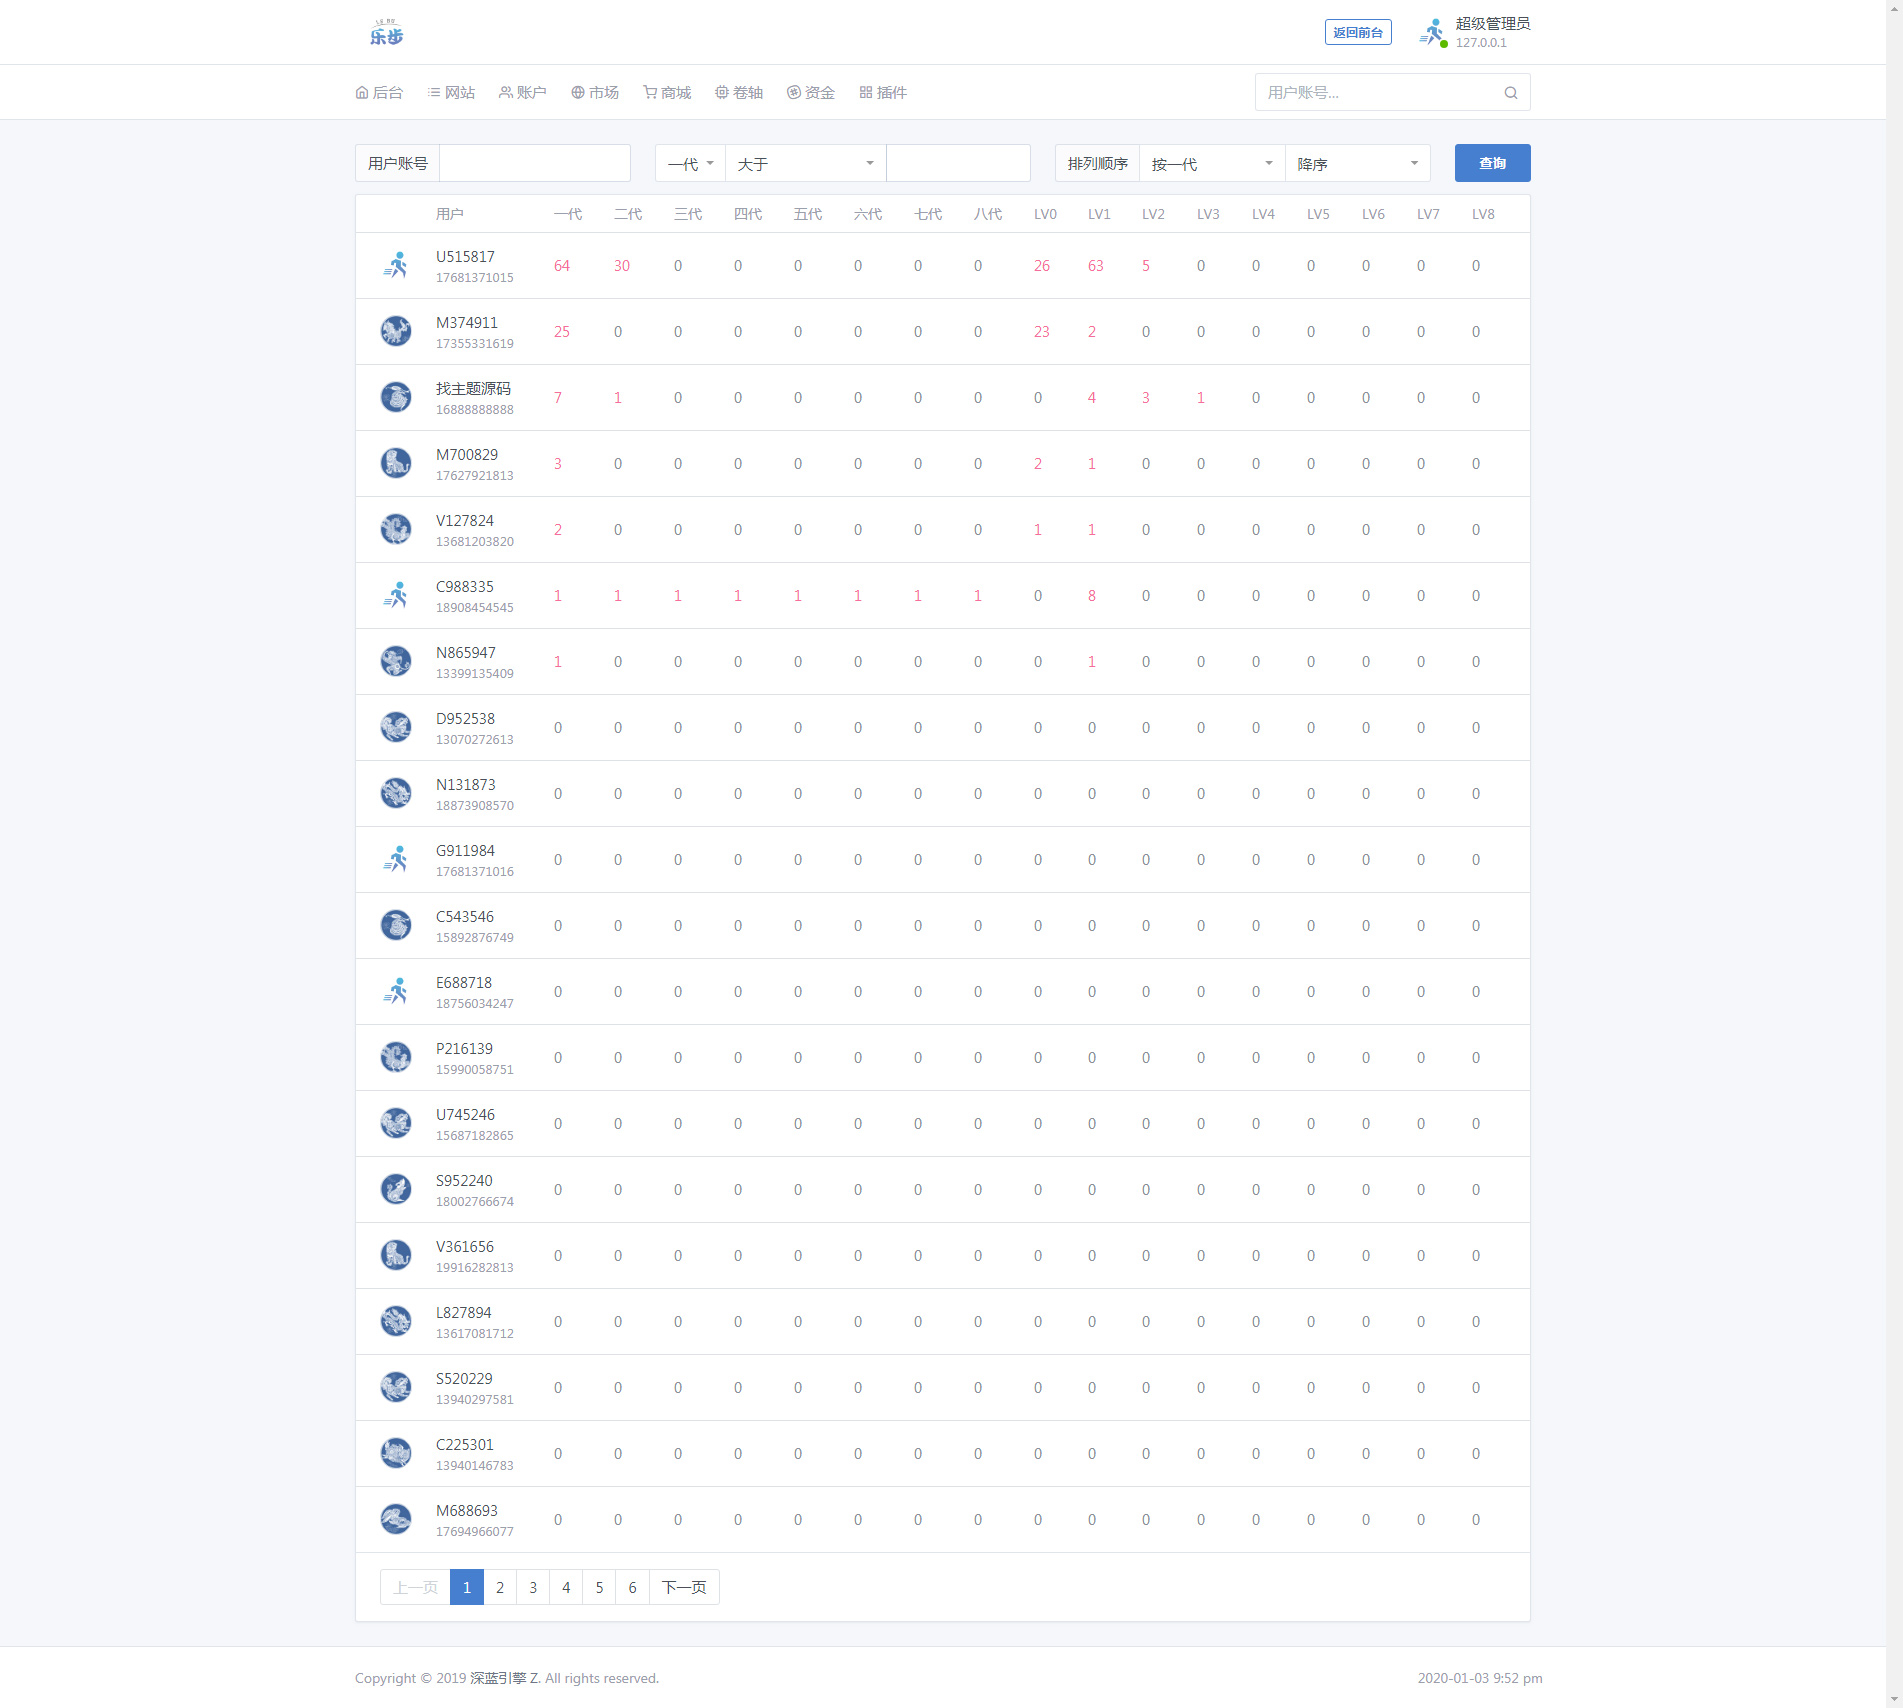 LV BU
乐步
返回前台
超级管理员
127.0.0.1
后台 网站 账户 市场 商城 卷轴 资金 插件
用户账号...
用户账号 一代 大于 排列顺序 按一代 降序 查询
用户 一代 二代 三代 四代 五代 六代 七代 八代 LV0 LV1 LV2 LV3 LV4 LV5 LV6 LV7 LV8
U515817
17681371015
64 30 0 0 0 0 0 0 26 63 5 0 0 0 0 0 0
M374911
17355331619
25 0 0 0 0 0 0 0 23 2 0 0 0 0 0 0 0
找主题源码
16888888888
7 1 0 0 0 0 0 0 0 4 3 1 0 0 0 0 0
M700829
17627921813
3 0 0 0 0 0 0 0 2 1 0 0 0 0 0 0 0
V127824
13681203820
2 0 0 0 0 0 0 0 1 1 0 0 0 0 0 0 0
C988335
18908454545
1 1 1 1 1 1 1 1 0 8 0 0 0 0 0 0 0
N865947
13399135409
1 0 0 0 0 0 0 0 0 1 0 0 0 0 0 0 0
D952538
13070272613
0 0 0 0 0 0 0 0 0 0 0 0 0 0 0 0 0
N131873
18873908570
0 0 0 0 0 0 0 0 0 0 0 0 0 0 0 0 0
G911984
17681371016
0 0 0 0 0 0 0 0 0 0 0 0 0 0 0 0 0
C543546
15892876749
0 0 0 0 0 0 0 0 0 0 0 0 0 0 0 0 0
E688718
18756034247
0 0 0 0 0 0 0 0 0 0 0 0 0 0 0 0 0
P216139
15990058751
0 0 0 0 0 0 0 0 0 0 0 0 0 0 0 0 0
U745246
15687182865
0 0 0 0 0 0 0 0 0 0 0 0 0 0 0 0 0
S952240
18002766674
0 0 0 0 0 0 0 0 0 0 0 0 0 0 0 0 0
V361656
19916282813
0 0 0 0 0 0 0 0 0 0 0 0 0 0 0 0 0
L827894
13617081712
0 0 0 0 0 0 0 0 0 0 0 0 0 0 0 0 0
S520229
13940297581
0 0 0 0 0 0 0 0 0 0 0 0 0 0 0 0 0
C225301
13940146783
0 0 0 0 0 0 0 0 0 0 0 0 0 0 0 0 0
M688693
17694966077
0 0 0 0 0 0 0 0 0 0 0 0 0 0 0 0 0
上一页 1 2 3 4 5 6 下一页
Copyright © 2019 深蓝引擎 Z. All rights reserved. 2020-01-03 9:52 pm